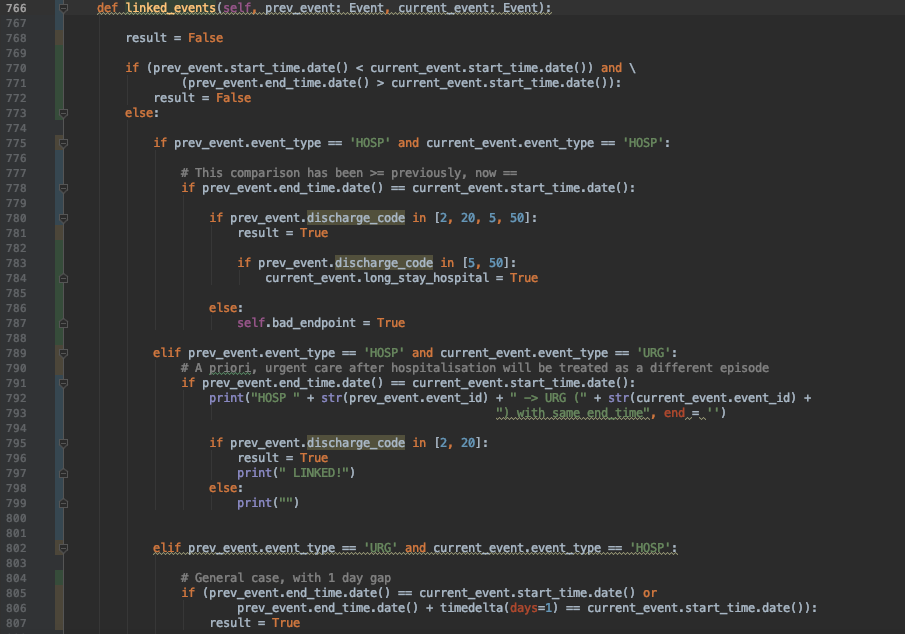 766 def linked_events(self, prev_event: Event, current_event: Event):
767
768 result = False
769
770 if (prev_event.start_time.date() < current_event.start_time.date()) and \
771 (prev_event.end_time.date() > current_event.start_time.date()):
772 result = False
773 else:
774
775 if prev_event.event_type == 'HOSP' and current_event.event_type == 'HOSP':
776
777 # This comparison has been >= previously, now ==
778 if prev_event.end_time.date() == current_event.start_time.date():
779
780 if prev_event.discharge_code in [2, 20, 5, 50]:
781 result = True
782
783 if prev_event.discharge_code in [5, 50]:
784 current_event.long_stay_hospital = True
785
786 else:
787 self.bad_endpoint = True
788
789 elif prev_event.event_type == 'HOSP' and current_event.event_type == 'URG':
790 # A priori, urgent care after hospitalisation will be treated as a different episode
791 if prev_event.end_time.date() == current_event.start_time.date():
792 print("HOSP " + str(prev_event.event_id) + " -> URG (" + str(current_event.event_id) +
793 ") with same end_time", end = '')
794
795 if prev_event.discharge_code in [2, 20]:
796 result = True
797 print(" LINKED!")
798 else:
799 print("")
800
801
802 elif prev_event.event_type == 'URG' and current_event.event_type == 'HOSP':
803
804 # General case, with 1 day gap
805 if (prev_event.end_time.date() == current_event.start_time.date() or
806 prev_event.end_time.date() + timedelta(days=1) == current_event.start_time.date()):
807 result = True